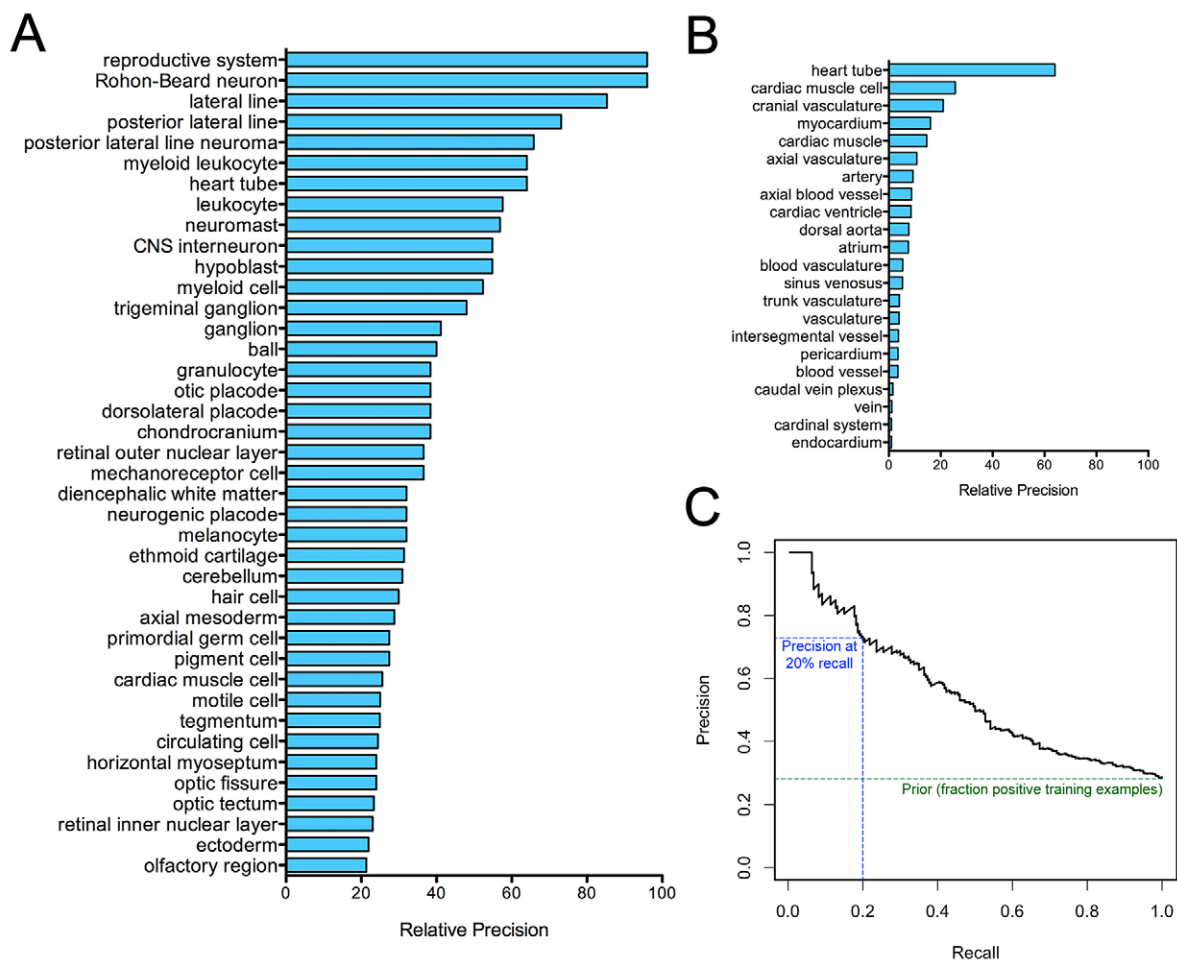 A
reproductive system
Rohon-Beard neuron
lateral line
posterior lateral line
posterior lateral line neuroma
myeloid leukocyte
heart tube
leukocyte
neuromast
CNS interneuron
hypoblast
myeloid cell
trigeminal ganglion
ganglion
ball
granulocyte
otic placode
dorsolateral placode
chondrocranium
retinal outer nuclear layer
mechanoreceptor cell
diencephalic white matter
neurogenic placode
melanocyte
ethmoid cartilage
cerebellum
hair cell
axial mesoderm
primordial germ cell
pigment cell
cardiac muscle cell
motile cell
tegmentum
circulating cell
horizontal myoseptum
optic fissure
optic tectum
retinal inner nuclear layer
ectoderm
olfactory region
0 20 40 60 80 100
Relative Precision
B
heart tube
cardiac muscle cell
cranial vasculature
myocardium
cardiac muscle
axial vasculature
artery
axial blood vessel
cardiac ventricle
dorsal aorta
atrium
blood vasculature
sinus venosus
trunk vasculature
vasculature
intersegmental vessel
pericardium
blood vessel
caudal vein plexus
vein
cardinal system
endocardium
0 20 40 60 80 100
Relative Precision
C
Precision
1.0
0.8
0.6
0.4
0.2
0.0
Precision at
20% recall
Prior (fraction positive training examples)
0.0 0.2 0.4 0.6 0.8 1.0
Recall